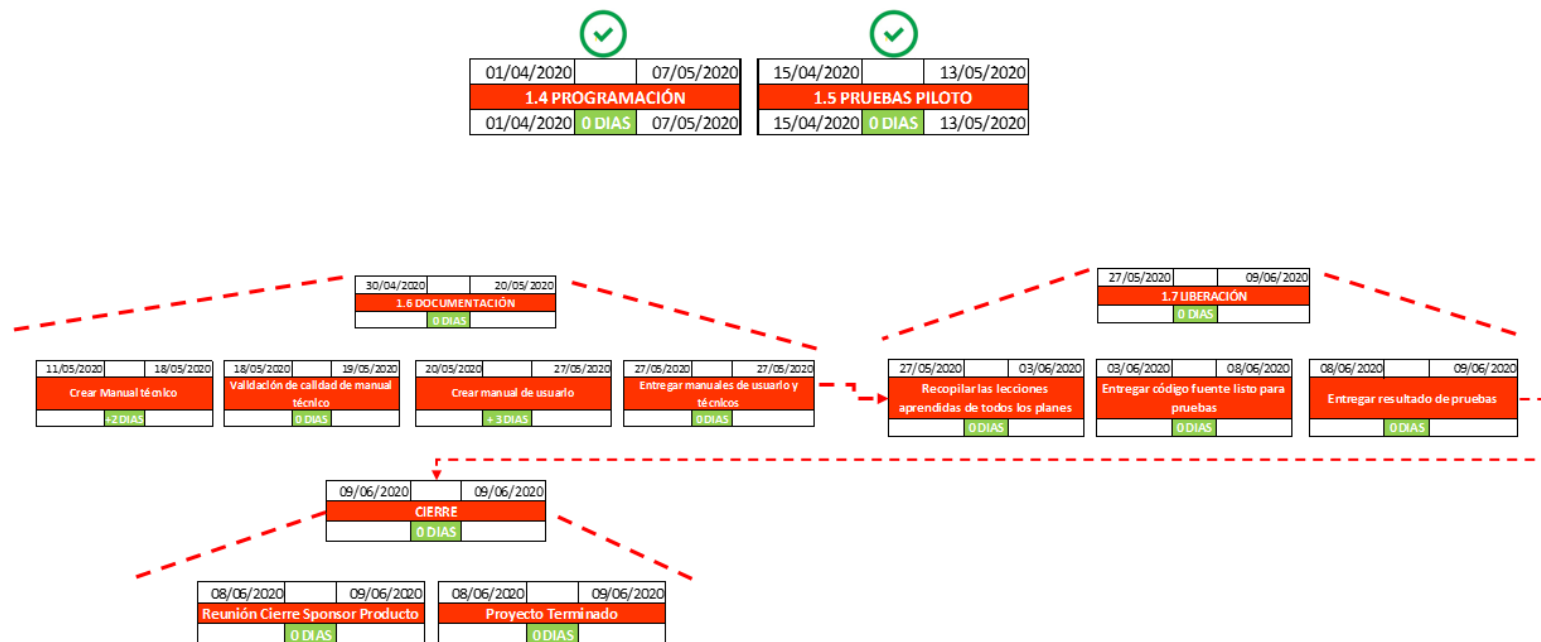 01/04/2020 07/05/2020
1.4 PROGRAMACIÓN
01/04/2020 0 DIAS 07/05/2020
15/04/2020 13/05/2020
1.5 PRUEBAS PILOTO
15/04/2020 0 DIAS 13/05/2020
30/04/2020 20/05/2020
1.6 DOCUMENTACIÓN
0 DIAS
27/05/2020 09/06/2020
1.7 LIBERACIÓN
0 DIAS
11/05/2020 18/05/2020
Crear Manual técnico
+2 DIAS
18/05/2020 19/05/2020
Validación de calidad de manual
técnico
0 DIAS
20/05/2020 27/05/2020
Crear manual de usuario
+ 3 DIAS
27/05/2020 27/05/2020
Entregar manuales de usuario y
técnicos
0 DIAS
27/05/2020 03/06/2020
Recopilar las lecciones
aprendidas de todos los planes
0 DIAS
03/06/2020 08/06/2020
Entregar código fuente listo para
pruebas
0 DIAS
08/06/2020 09/06/2020
Entregar resultado de pruebas
0 DIAS
09/06/2020 09/06/2020
CIERRE
0 DIAS
08/06/2020 09/06/2020
Reunión Cierre Sponsor Producto
0 DIAS
08/06/2020 09/06/2020
Proyecto Terminado
0 DIAS